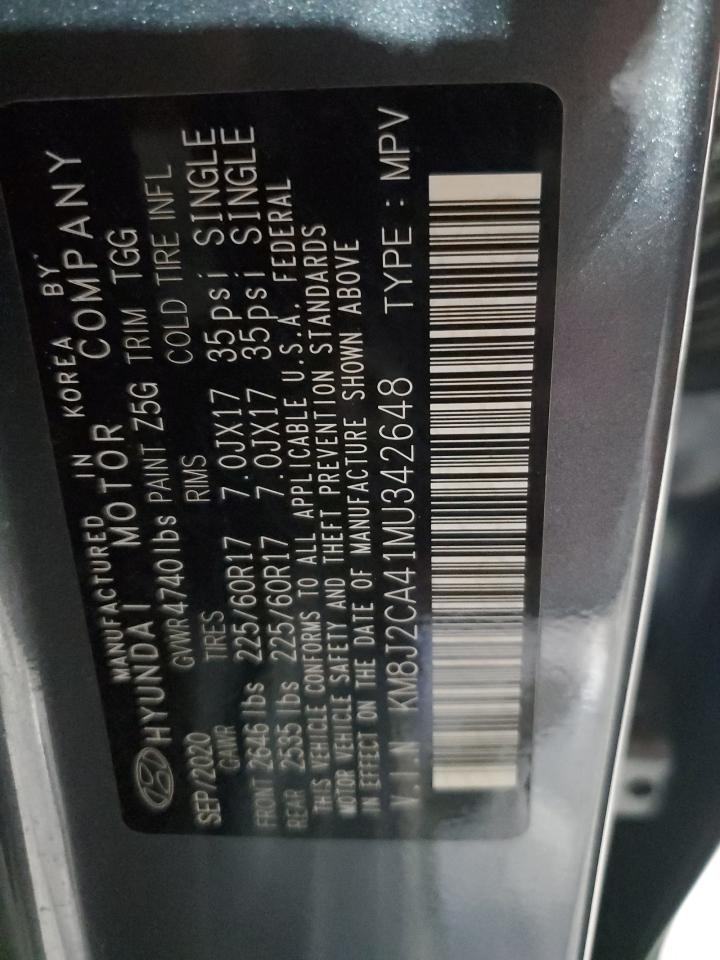 MANUFACTURED IN KOREA BY
HYUNDAI MOTOR COMPANY
SEP/2020 GVWR 4740 lbs PAINT Z5G TRIM TGG
GAWR TIRES RIMS COLD TIRE INFL
FRONT 2646 lbs 225/60R17 7.0JX17 35psi SINGLE
REAR 2535 lbs 225/60R17 7.0JX17 35psi SINGLE
THIS VEHICLE CONFORMS TO ALL APPLICABLE U.S.A. FEDERAL
MOTOR VEHICLE SAFETY AND THEFT PREVENTION STANDARDS
IN EFFECT ON THE DATE OF MANUFACTURE SHOWN ABOVE
V.I.N KM8J2CA41MU342648 TYPE : MPV